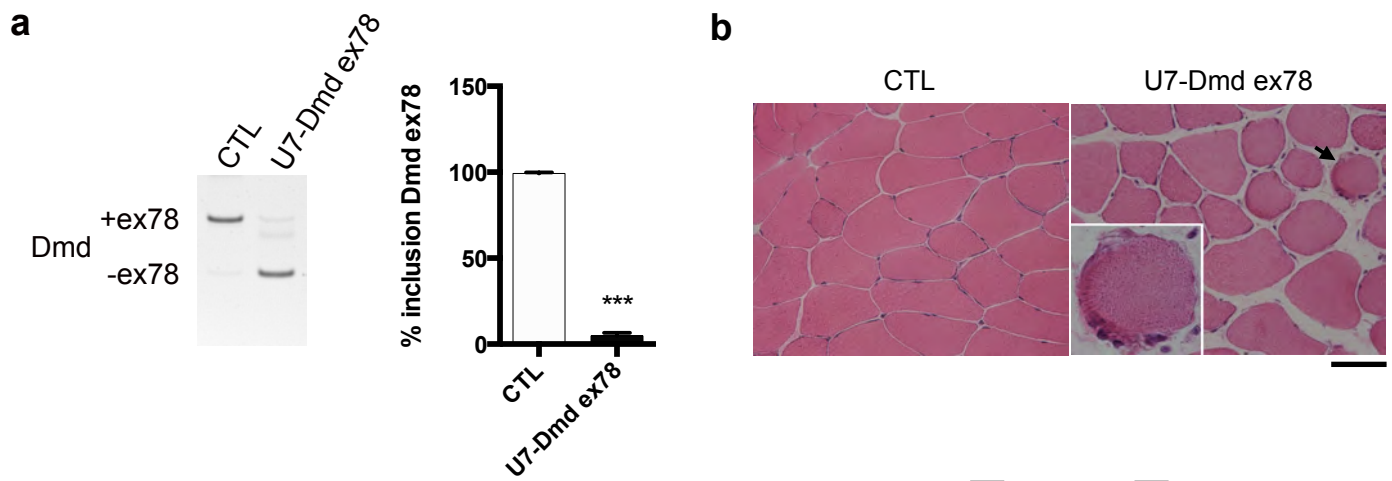 a
CTL
U7-Dmd ex78
Dmd
+ex78
-ex78
% inclusion Dmd ex78
150
100
50
0
***
CTL
U7-Dmd ex78
b
CTL
U7-Dmd ex78